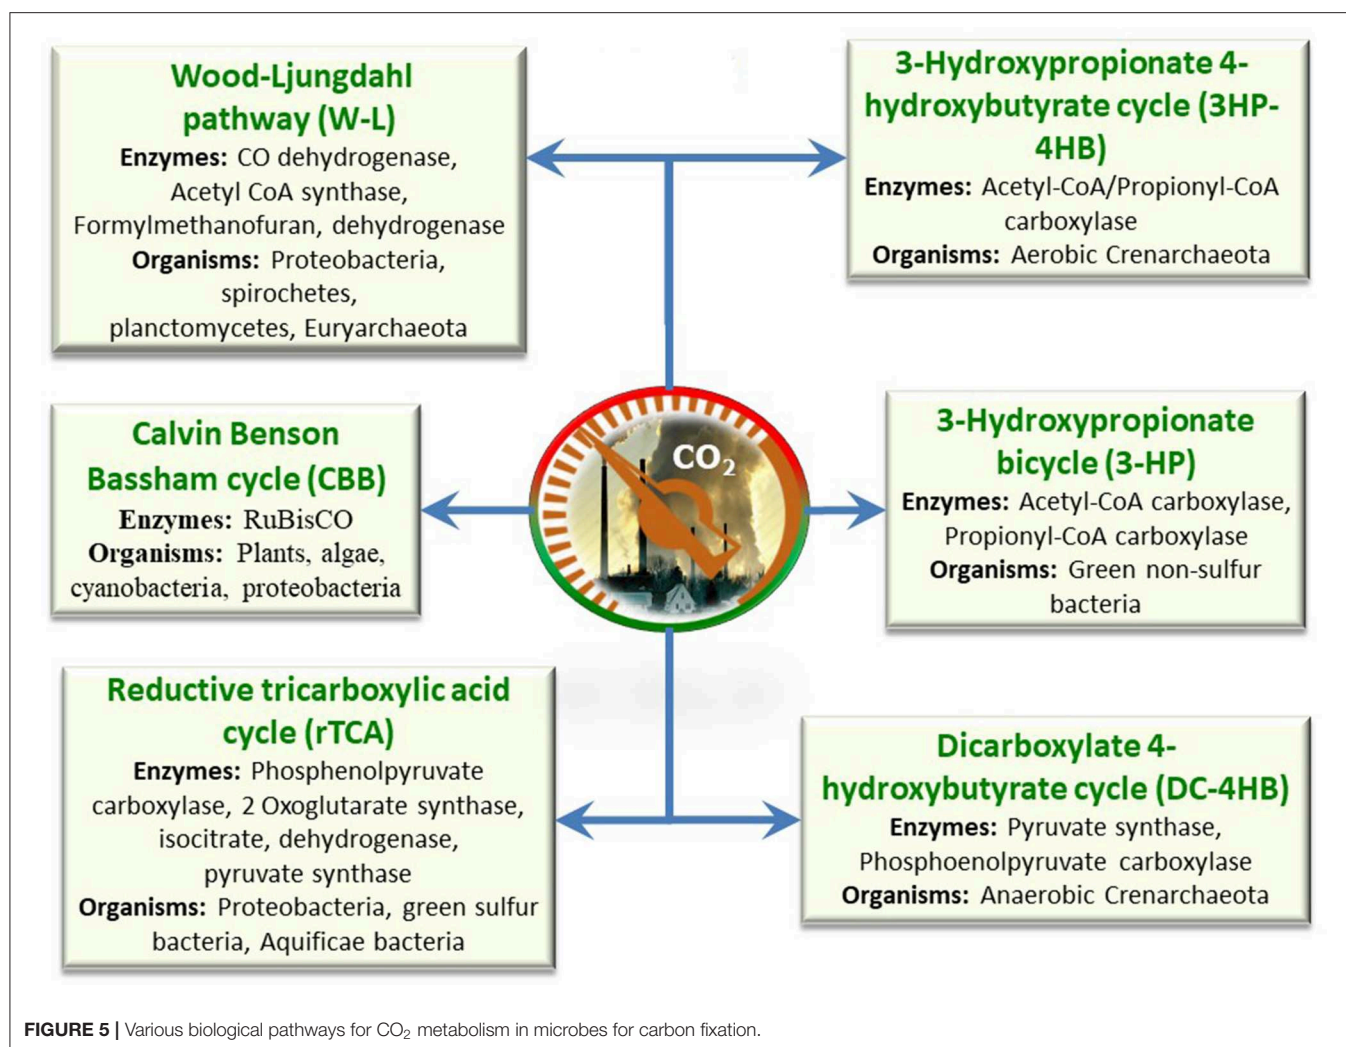 Wood-Ljungdahl
pathway (W-L)
Enzymes: CO dehydrogenase,
Acetyl CoA synthase,
Formylmethanofuran, dehydrogenase
Organisms: Proteobacteria,
spirochetes,
planctomycetes, Euryarchaeota
3-Hydroxypropionate 4-
hydroxybutyrate cycle (3HP-
4HB)
Enzymes: Acetyl-CoA/Propionyl-CoA
carboxylase
Organisms: Aerobic Crenarchaeota
Calvin Benson
Bassham cycle (CBB)
Enzymes: RuBisCO
Organisms: Plants, algae,
cyanobacteria, proteobacteria
CO₂
3-Hydroxypropionate
bicycle (3-HP)
Enzymes: Acetyl-CoA carboxylase,
Propionyl-CoA carboxylase
Organisms: Green non-sulfur
bacteria
Reductive tricarboxylic acid
cycle (rTCA)
Enzymes: Phosphenolpyruvate
carboxylase, 2 Oxoglutarate synthase,
isocitrate, dehydrogenase,
pyruvate synthase
Organisms: Proteobacteria, green sulfur
bacteria, Aquificae bacteria
Dicarboxylate 4-
hydroxybutyrate cycle (DC-4HB)
Enzymes: Pyruvate synthase,
Phosphoenolpyruvate carboxylase
Organisms: Anaerobic Crenarchaeota
FIGURE 5 | Various biological pathways for CO₂ metabolism in microbes for carbon fixation.